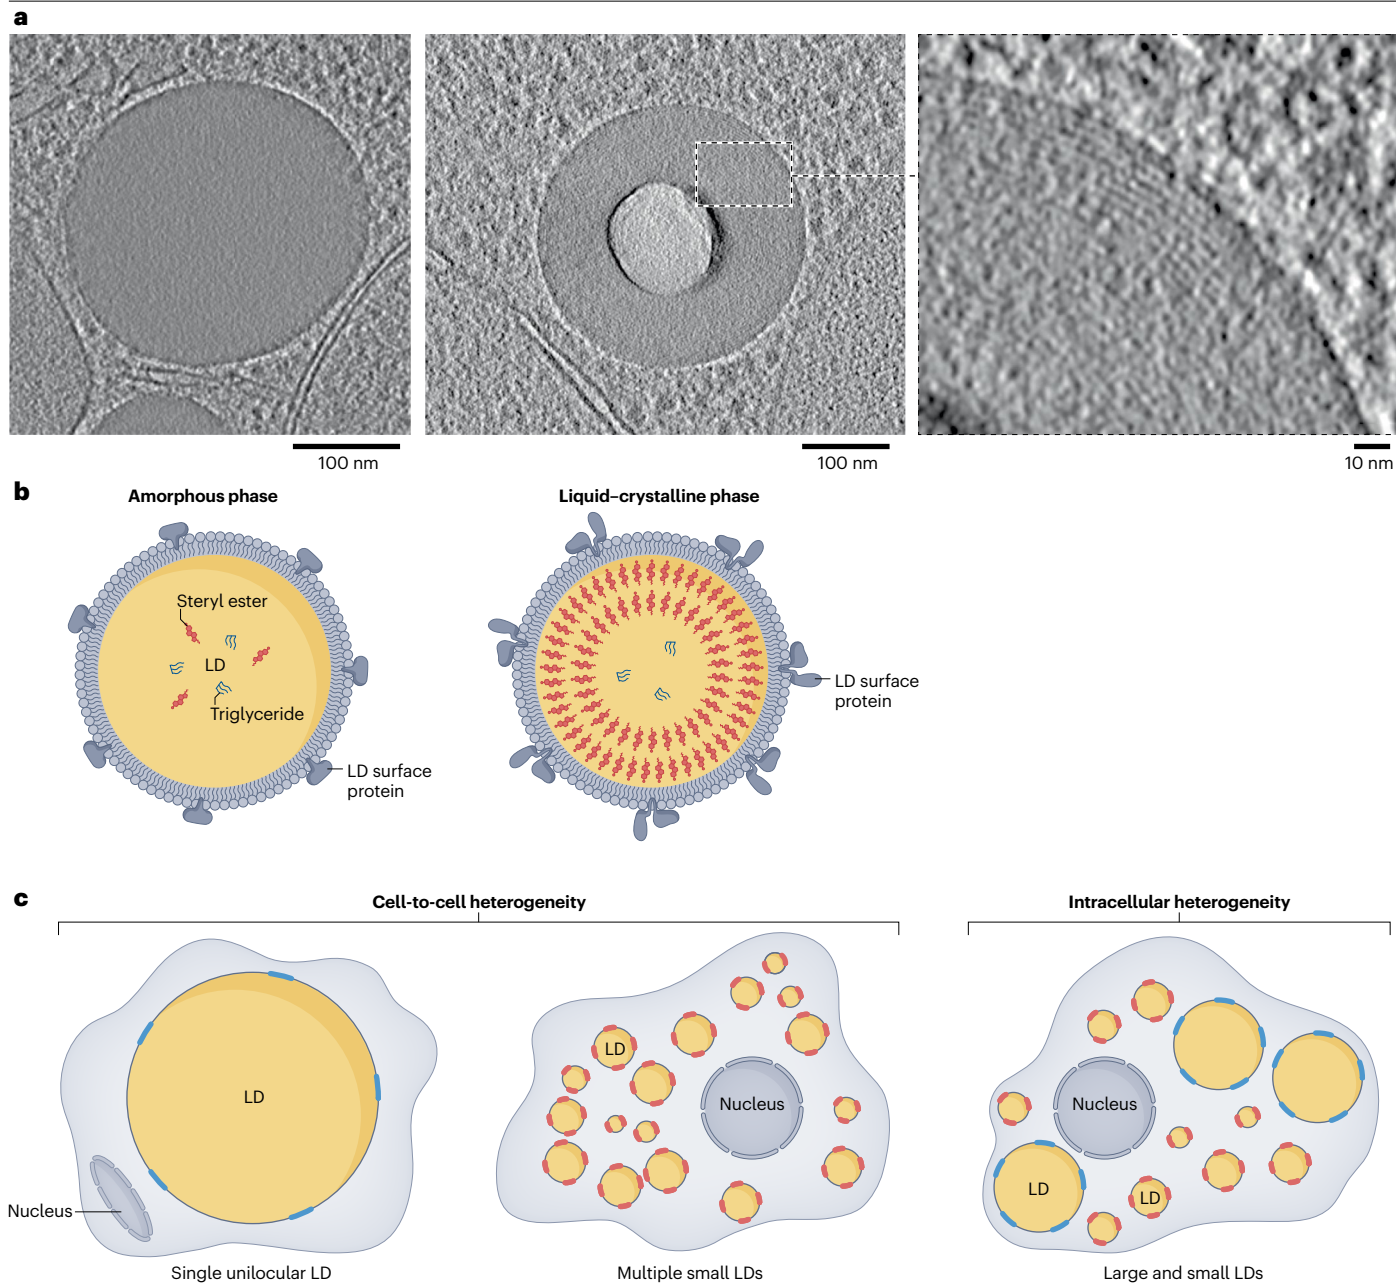 a
100 nm
100 nm
10 nm
b
Amorphous phase
Liquid–crystalline phase
Steryl ester
LD
Triglyceride
LD surface
protein
LD surface
protein
c
Cell-to-cell heterogeneity
Intracellular heterogeneity
LD
Nucleus
LD
Nucleus
Nucleus
LD
LD
Single unilocular LD
Multiple small LDs
Large and small LDs